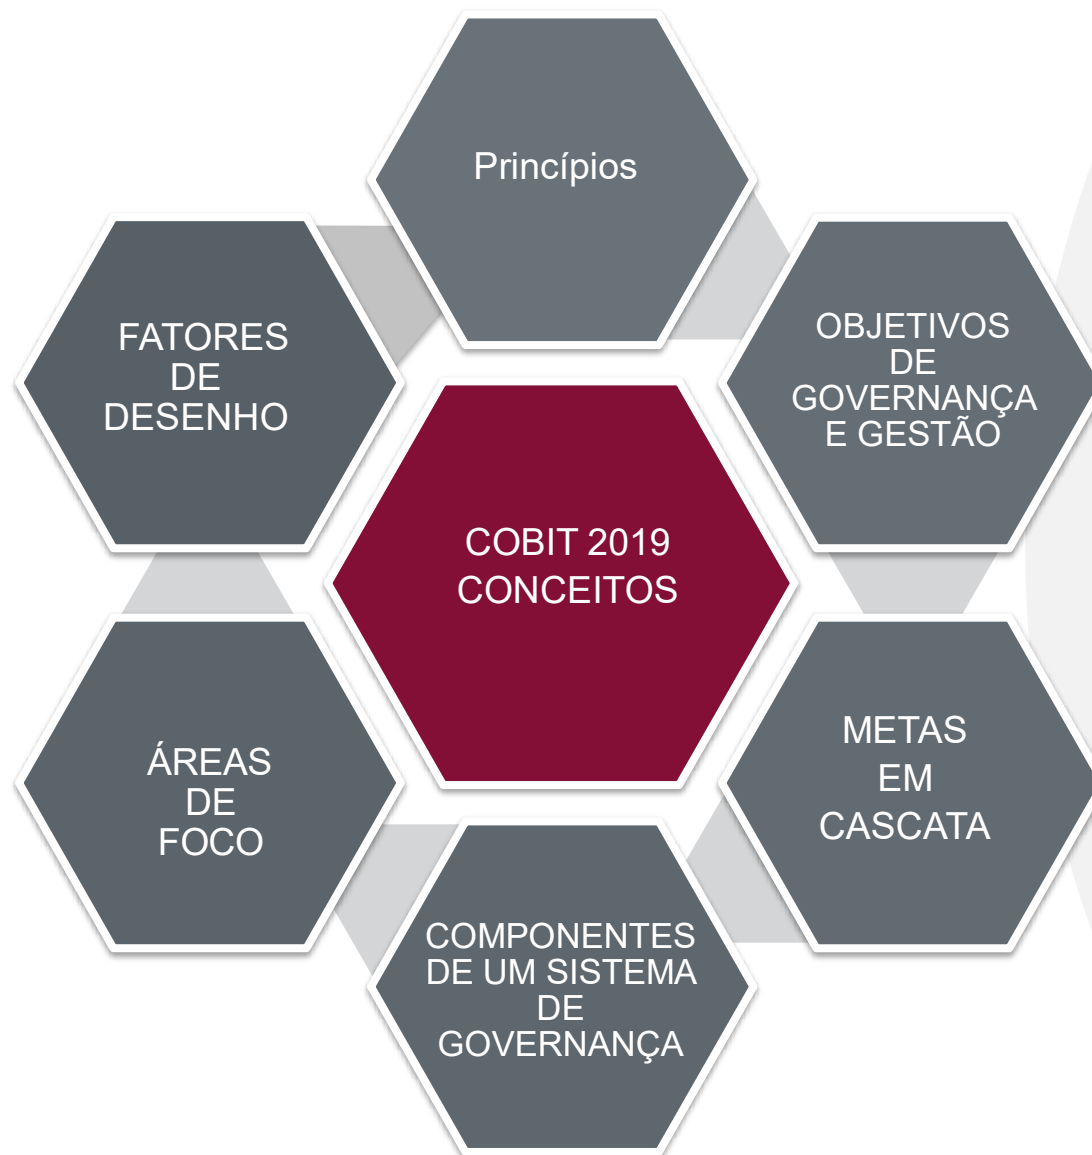 Princípios
OBJETIVOS
DE
GOVERNANÇA
E GESTÃO
METAS
EM
CASCATA
COMPONENTES
DE UM SISTEMA
DE
GOVERNANÇA
ÁREAS
DE
FOCO
FATORES
DE
DESENHO
COBIT 2019
CONCEITOS